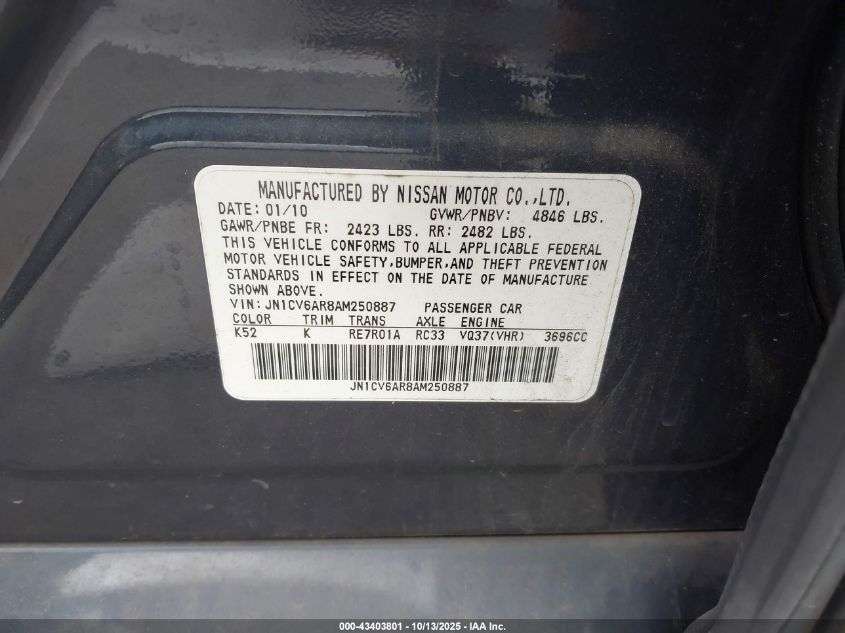 MANUFACTURED BY NISSAN MOTOR CO.,LTD.
DATE: 01/10 GVWR/PNBV: 4846 LBS.
GAWR/PNBE FR: 2423 LBS. RR: 2482 LBS.
THIS VEHICLE CONFORMS TO ALL APPLICABLE FEDERAL
MOTOR VEHICLE SAFETY,BUMPER,AND THEFT PREVENTION
STANDARDS IN EFFECT ON THE DATE OF MANUFACTURE
SHOWN ABOVE.
VIN: JN1CV6AR8AM250887 PASSENGER CAR
COLOR TRIM TRANS AXLE ENGINE
K52 K RE7R01A RC33 VQ37(VHR) 3696CC
JN1CV6AR8AM250887
000-43403801 - 10/13/2025 - IAA Inc.